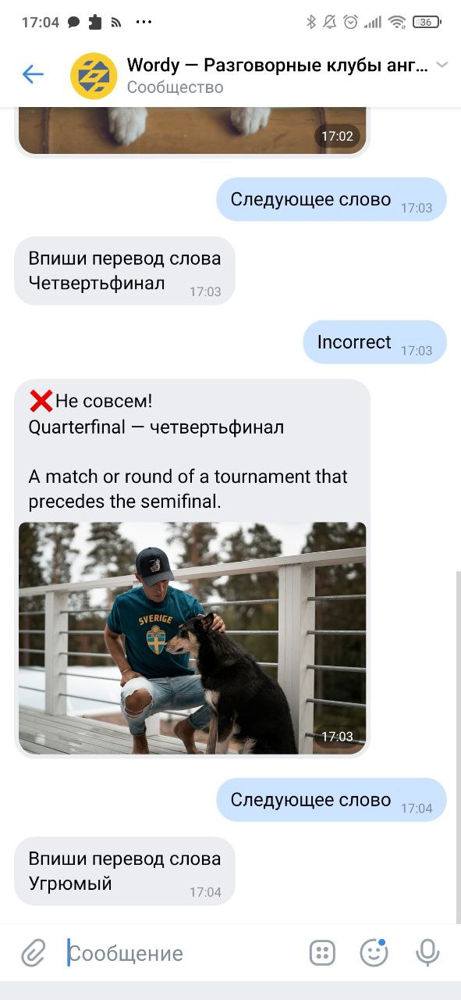 17:04
36
Wordy — Разговорные клубы анг...
Сообщество
17:02
Следующее слово 17:03
Впиши перевод слова
Четвертьфинал 17:03
Incorrect 17:03
❌Не совсем!
Quarterfinal — четвертьфинал
A match or round of a tournament that
precedes the semifinal.
SVERIGE
17:03
Следующее слово 17:04
Впиши перевод слова
Угрюмый 17:04
Сообщение